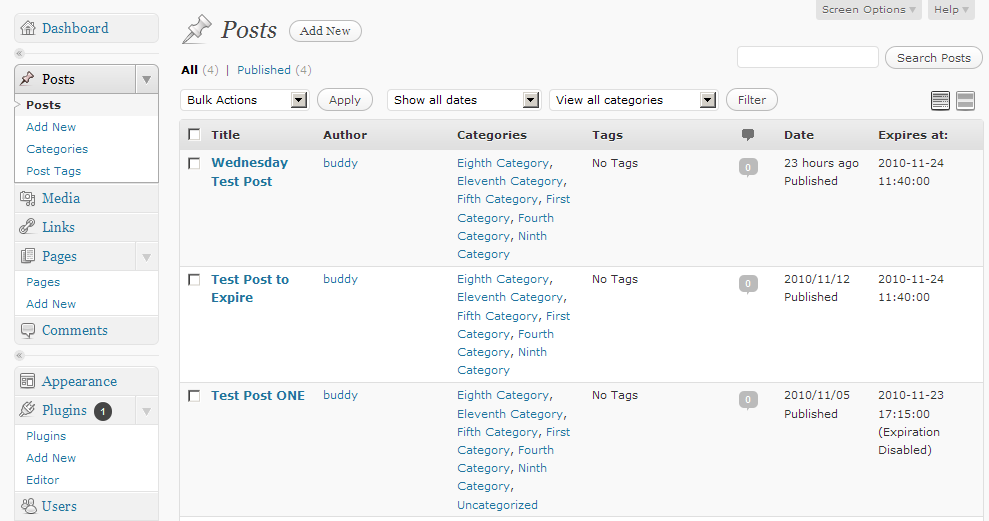 Screen Options Help
Dashboard
Posts Add New
Search Posts
All (4) | Published (4)
Posts
Posts
Add New
Categories
Post Tags
Media
Links
Pages
Pages
Add New
Comments
Appearance
Plugins 1
Plugins
Add New
Editor
Users
Bulk Actions Apply Show all dates View all categories Filter
Title Author Categories Tags Date Expires at:
Wednesday buddy Eighth Category, No Tags 0 23 hours ago 2010-11-24
Test Post Eleventh Category, Published 11:40:00
Fifth Category, First
Category, Fourth
Category, Ninth
Category
Test Post to buddy Eighth Category, No Tags 0 2010/11/12 2010-11-24
Expire Eleventh Category, Published 11:40:00
Fifth Category, First
Category, Fourth
Category, Ninth
Category
Test Post ONE buddy Eighth Category, No Tags 0 2010/11/05 2010-11-23
Eleventh Category, Published 17:15:00
Fifth Category, First (Expiration
Category, Fourth Disabled)
Category, Ninth
Category,
Uncategorized